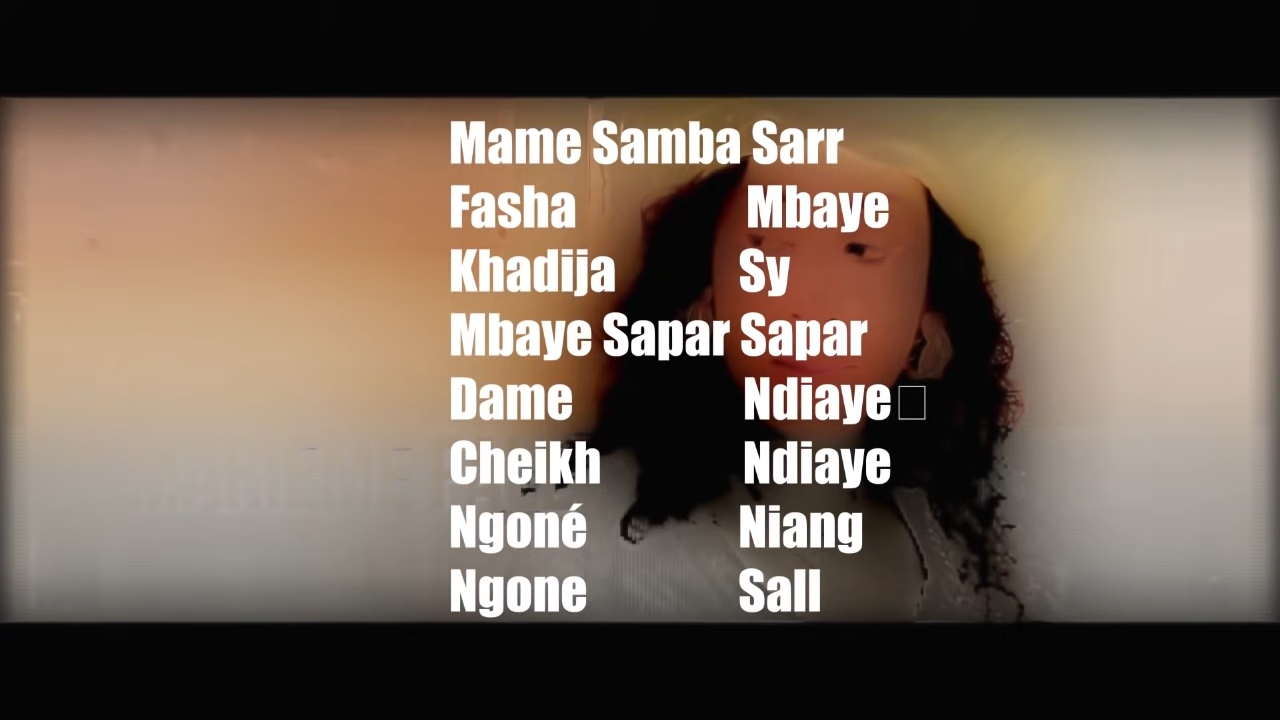 Mame Samba Sarr
Fasha Mbaye
Khadija Sy
Mbaye Sapar Sapar
Dame Ndiaye
Cheikh Ndiaye
Ngoné Niang
Ngone Sall